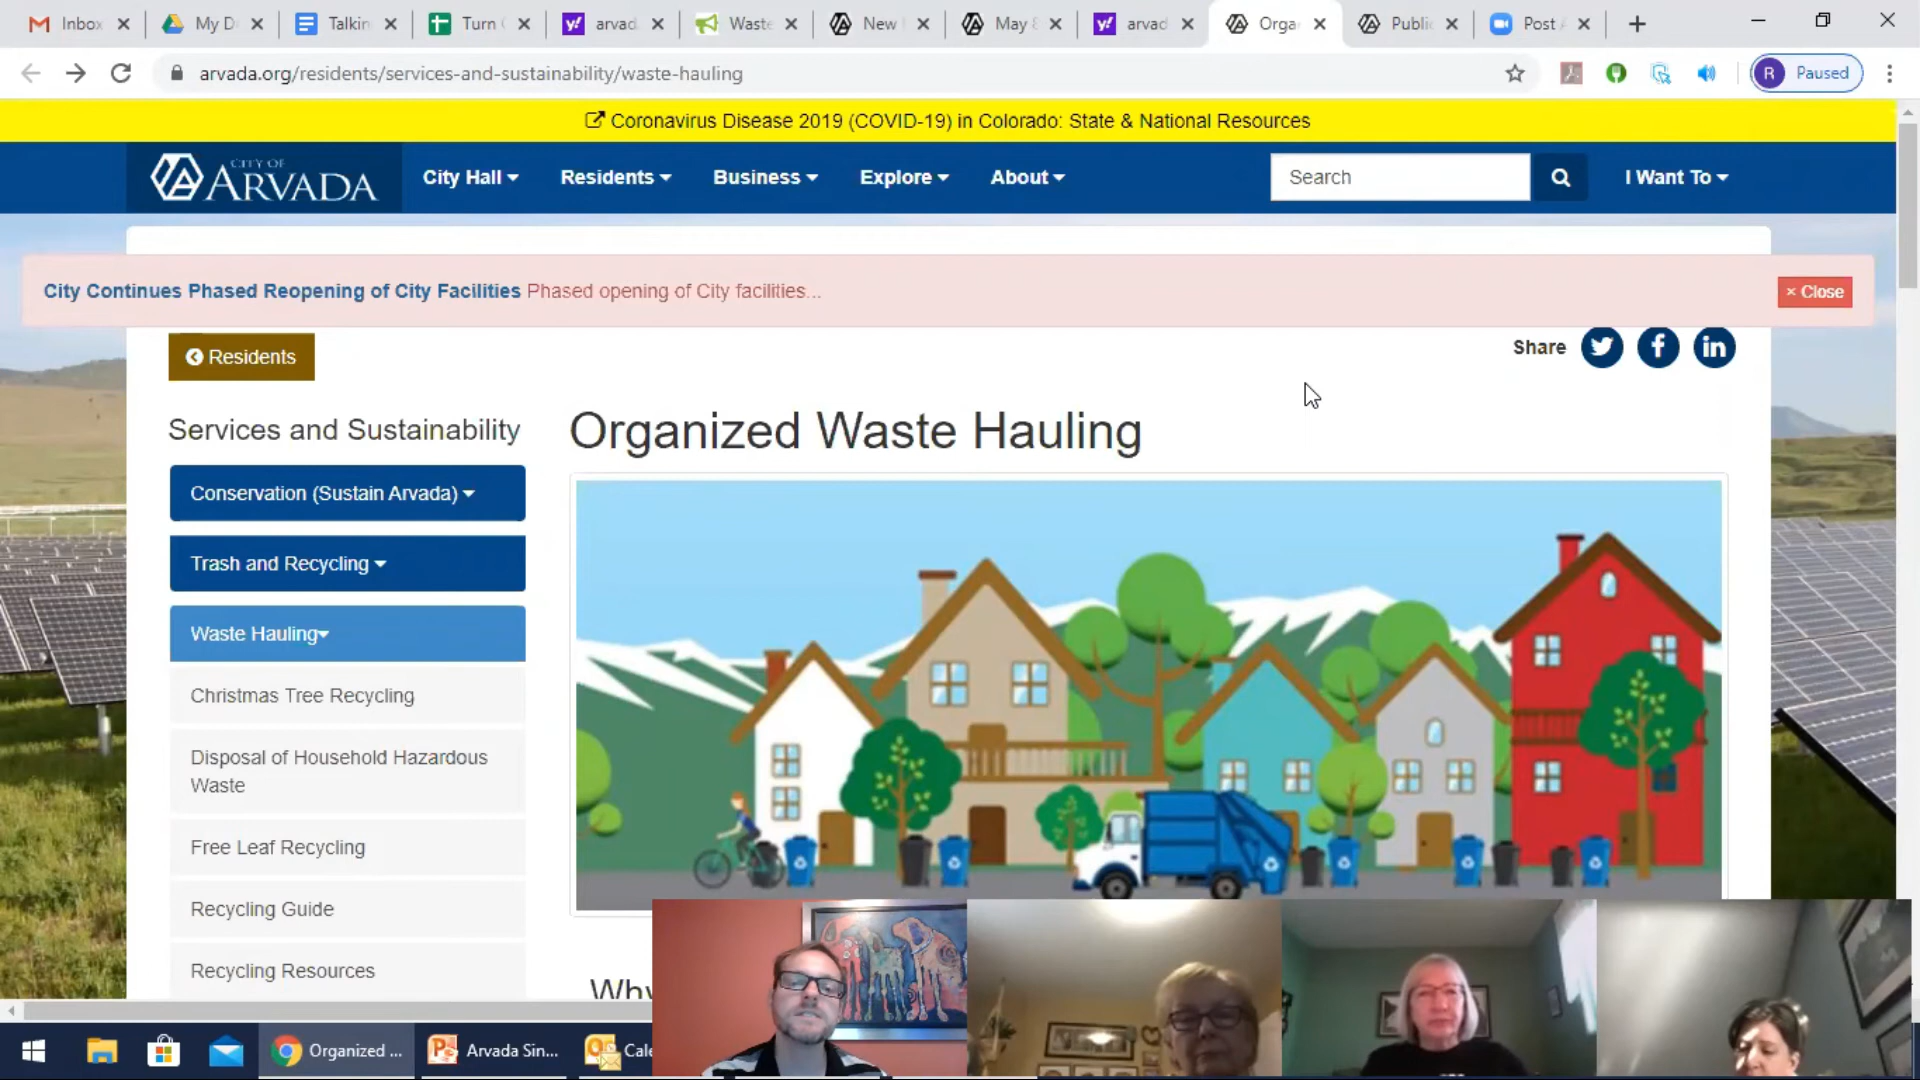 Inbox
My D
Talkin
Turn
arvad
Waste
New
May 8
arvad
Orga
Public
Post
arvada.org/residents/services-and-sustainability/waste-hauling
R Paused
Coronavirus Disease 2019 (COVID-19) in Colorado: State & National Resources
CITY OF
ARVADA
City Hall
Residents
Business
Explore
About
Search
I Want To
City Continues Phased Reopening of City Facilities Phased opening of City facilities...
× Close
Residents
Share
Services and Sustainability
Organized Waste Hauling
Conservation (Sustain Arvada)
Trash and Recycling
Waste Hauling
Christmas Tree Recycling
Disposal of Household Hazardous
Waste
Free Leaf Recycling
Recycling Guide
Recycling Resources
Why
Organized ...
Arvada Sin...
Cale